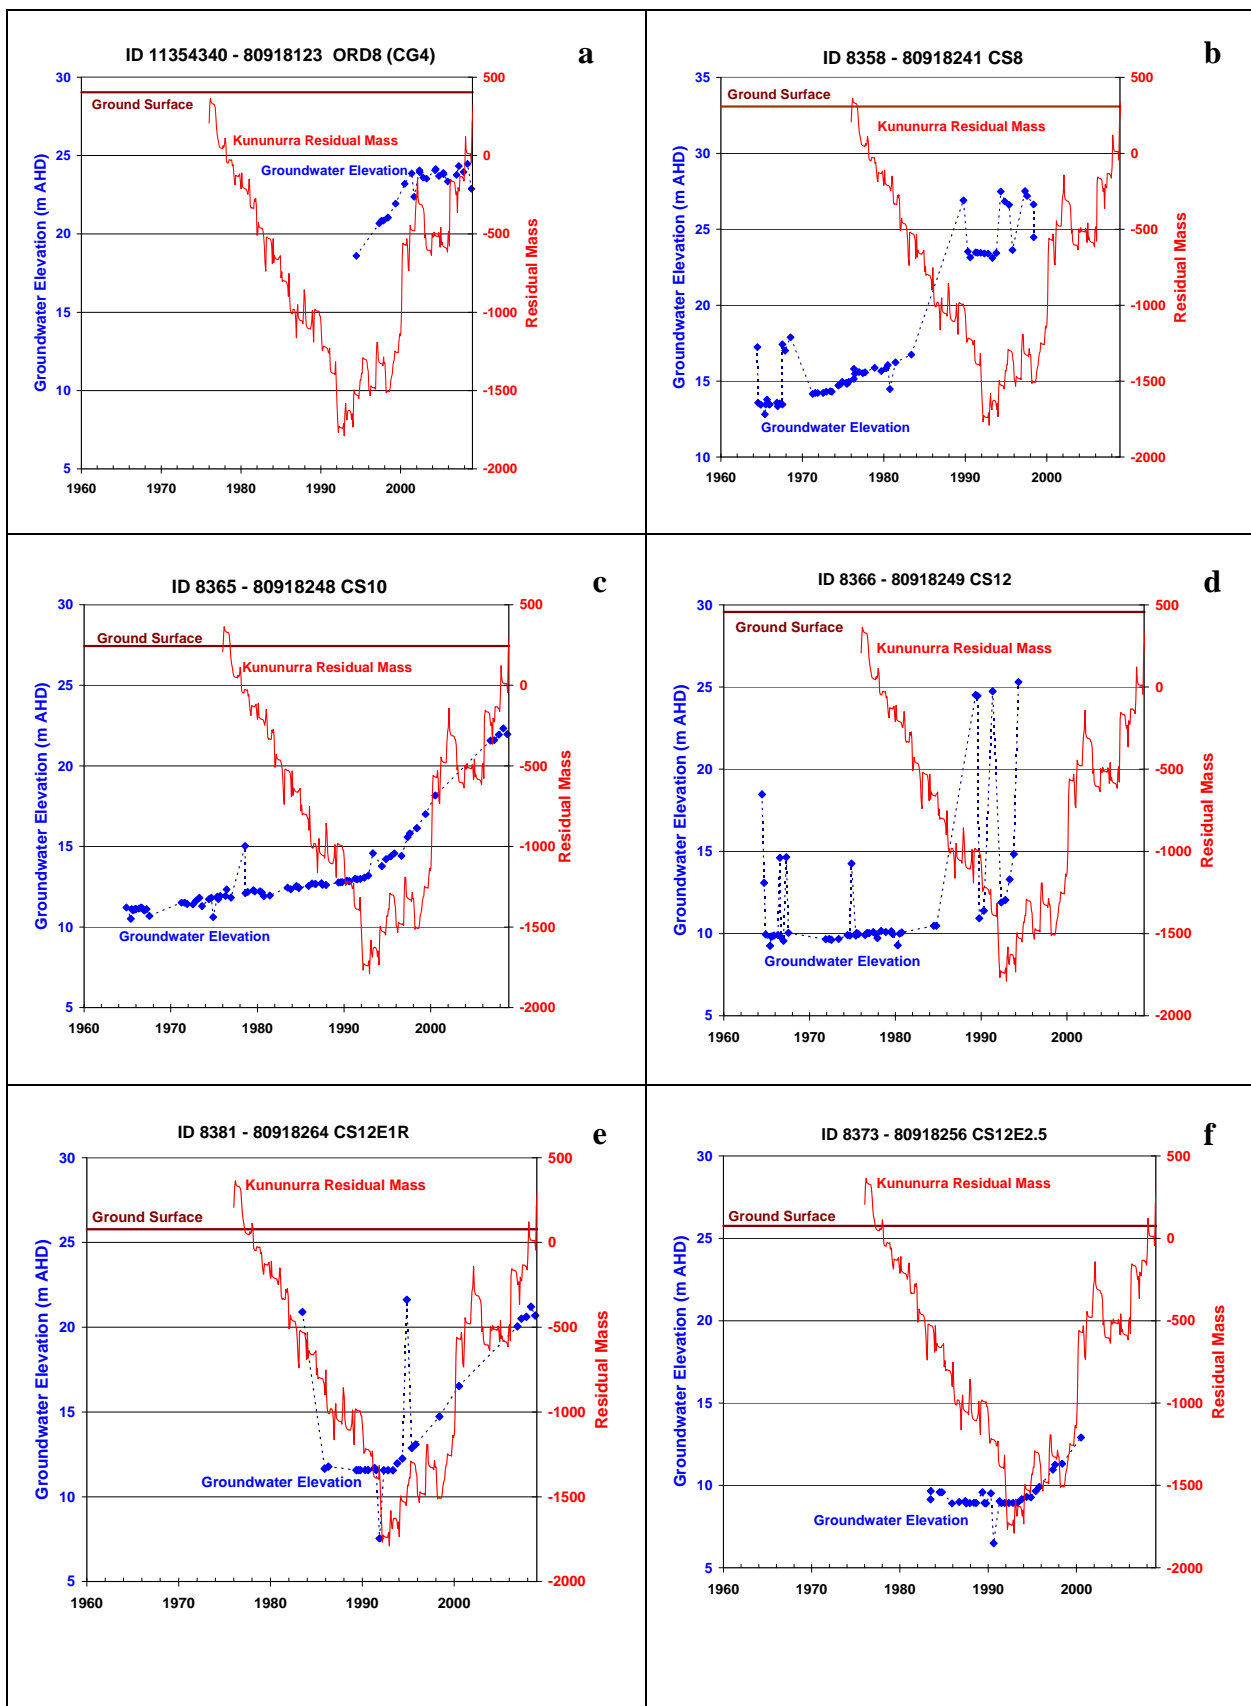 ID 11354340 - 80918123 ORD8 (CG4)
a
30
25
20
15
10
5
500
0
-500
-1000
-1500
-2000
Ground Surface
Kununurra Residual Mass
Groundwater Elevation
Groundwater Elevation (m AHD)
Residual Mass
1960 1970 1980 1990 2000
ID 8358 - 80918241 CS8
b
35
30
25
20
15
10
500
0
-500
-1000
-1500
-2000
Ground Surface
Kununurra Residual Mass
Groundwater Elevation
Groundwater Elevation (m AHD)
Residual Mass
1960 1970 1980 1990 2000
ID 8365 - 80918248 CS10
c
30
25
20
15
10
5
500
0
-500
-1000
-1500
-2000
Ground Surface
Kununurra Residual Mass
Groundwater Elevation
Groundwater Elevation (m AHD)
Residual Mass
1960 1970 1980 1990 2000
ID 8366 - 80918249 CS12
d
30
25
20
15
10
5
500
0
-500
-1000
-1500
-2000
Ground Surface
Kununurra Residual Mass
Groundwater Elevation
Groundwater Elevation (m AHD)
Residual Mass
1960 1970 1980 1990 2000
ID 8381 - 80918264 CS12E1R
e
30
25
20
15
10
5
500
0
-500
-1000
-1500
-2000
Kununurra Residual Mass
Ground Surface
Groundwater Elevation
Groundwater Elevation (m AHD)
Residual Mass
1960 1970 1980 1990 2000
ID 8373 - 80918256 CS12E2.5
f
30
25
20
15
10
5
500
0
-500
-1000
-1500
-2000
Kununurra Residual Mass
Ground Surface
Groundwater Elevation
Groundwater Elevation (m AHD)
Residual Mass
1960 1970 1980 1990 2000